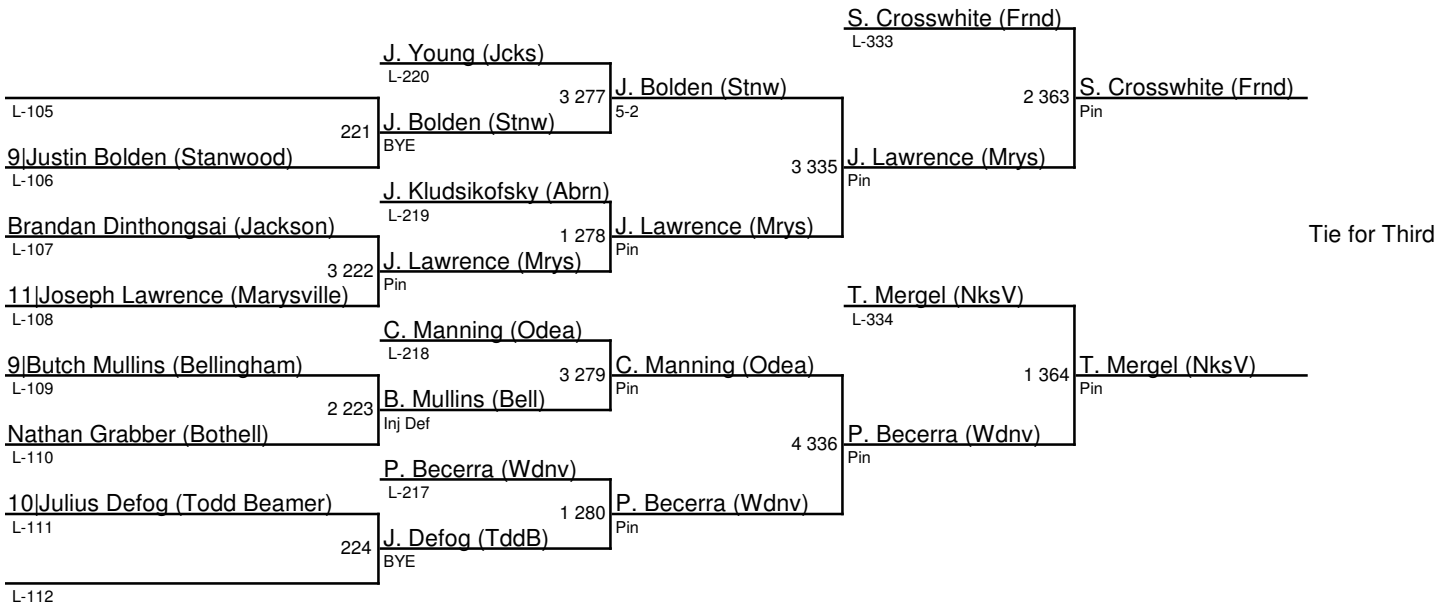 S. Crosswhite (Frnd)
L-333
J. Young (Jcks)
L-220
3 277
J. Bolden (Stnw)
5-2
2 363
S. Crosswhite (Frnd)
Pin
L-105
221
J. Bolden (Stnw)
BYE
9|Justin Bolden (Stanwood)
L-106
3 335
J. Lawrence (Mrys)
Pin
J. Kludsikofsky (Abrn)
L-219
Brandan Dinthongsai (Jackson)
L-107
1 278
J. Lawrence (Mrys)
Pin
Tie for Third
3 222
J. Lawrence (Mrys)
Pin
11|Joseph Lawrence (Marysville)
L-108
T. Mergel (NksV)
L-334
C. Manning (Odea)
L-218
9|Butch Mullins (Bellingham)
L-109
3 279
C. Manning (Odea)
Pin
1 364
T. Mergel (NksV)
Pin
2 223
B. Mullins (Bell)
Inj Def
Nathan Grabber (Bothell)
L-110
4 336
P. Becerra (Wdnv)
Pin
P. Becerra (Wdnv)
L-217
10|Julius Defog (Todd Beamer)
L-111
1 280
P. Becerra (Wdnv)
Pin
224
J. Defog (TddB)
BYE
L-112